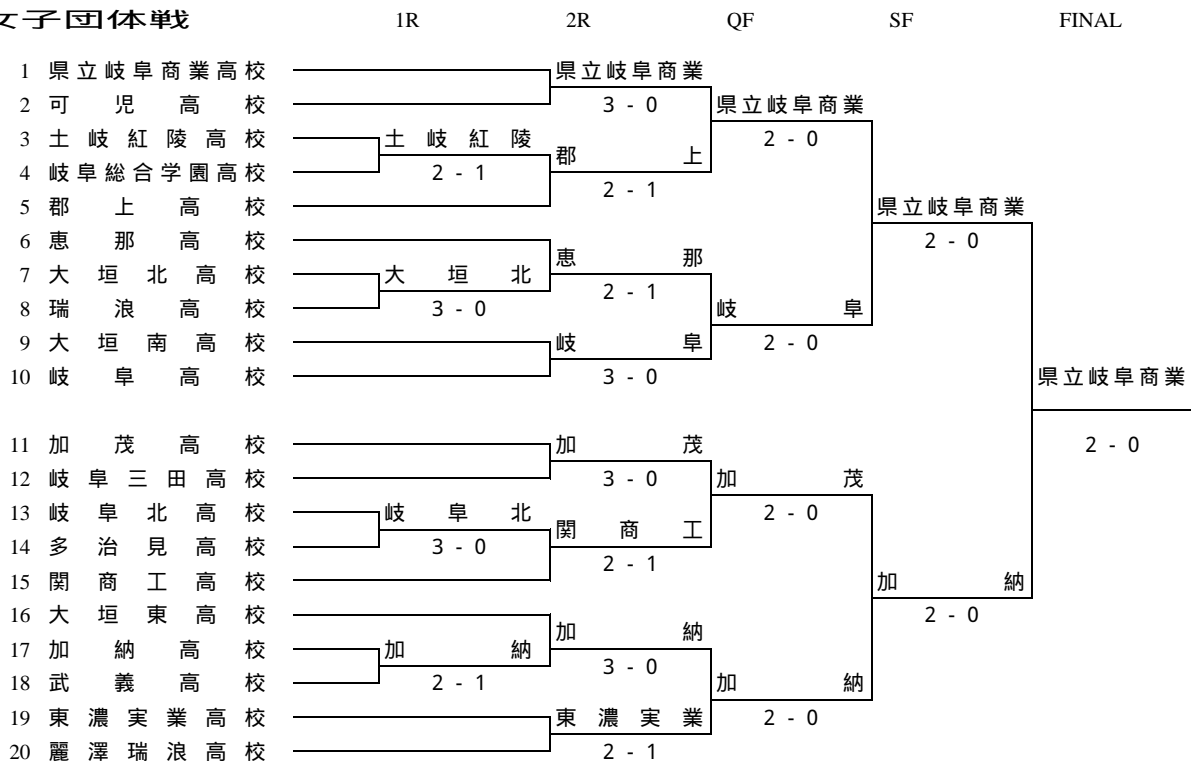 女子団体戦 1R 2R QF SF FINAL
1 県立岐阜商業高校 県立岐阜商業
2 可児高校 3 - 0 県立岐阜商業
3 土岐紅陵高校 土岐紅陵 2 - 0
4 岐阜総合学園高校 2 - 1 郡上
2 - 1
5 郡上高校 県立岐阜商業
6 恵那高校 2 - 0
7 大垣北高校 大垣北 恵那
8 瑞浪高校 3 - 0 2 - 1 岐阜
9 大垣南高校 岐阜 2 - 0
10 岐阜高校 3 - 0 県立岐阜商業
11 加茂高校 加茂 2 - 0
12 岐阜三田高校 3 - 0 加茂
13 岐阜北高校 岐阜北 2 - 0
14 多治見高校 3 - 0 関商工
2 - 1
15 関商工高校 加納
16 大垣東高校 2 - 0
17 加納高校 加納 加納
3 - 0
18 武義高校 2 - 1 加納
19 東濃実業高校 東濃実業 2 - 0
20 麗澤瑞浪高校 2 - 1